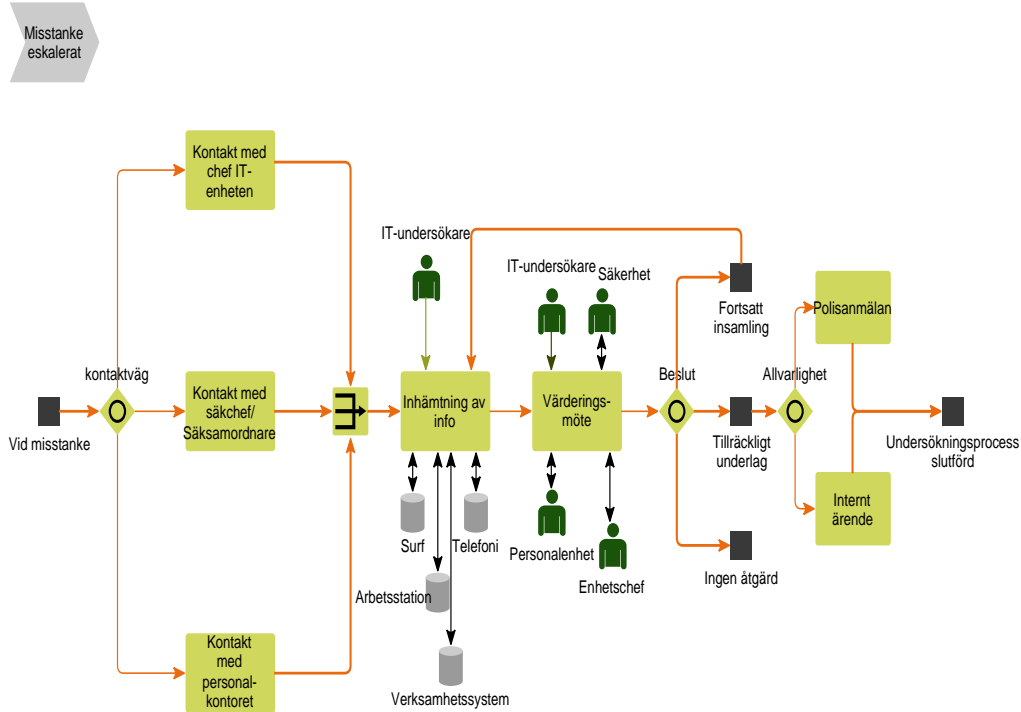 Misstanke
eskalerat
Kontakt med
chef IT-
enheten
IT-undersökare
IT-undersökare
Säkerhet
Fortsatt
insamling
Polisanmälan
kontaktväg
Kontakt med
säkchef/
Säksamordnare
Inhämtning av
info
Värderings-
möte
Beslut
Allvarlighet
Vid misstanke
Tillräckligt
underlag
Undersökningsprocess
slutförd
Internt
ärende
Surf
Telefoni
Personalenhet
Enhetschef
Ingen åtgärd
Arbetsstation
Kontakt
med
personal-
kontoret
Verksamhetssystem